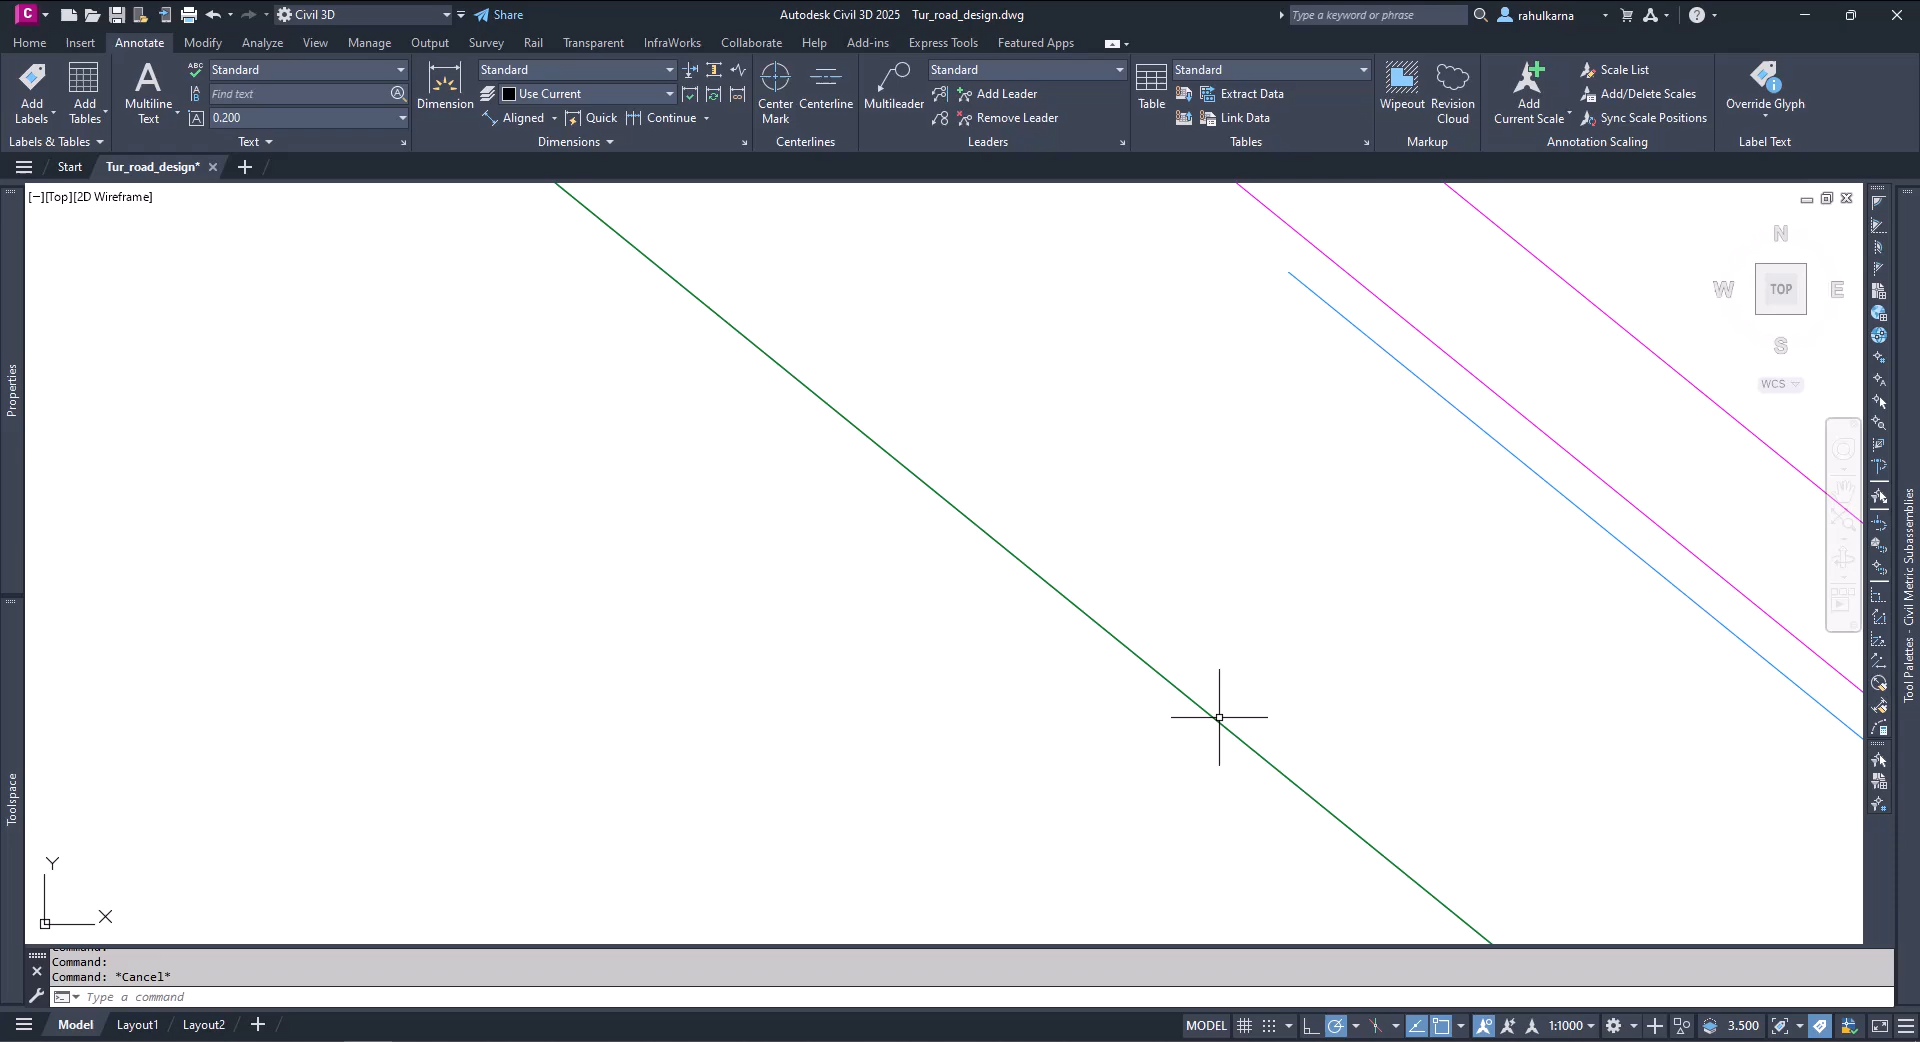 C
Civil 3D
Share
Autodesk Civil 3D 2025 Tur_road_design.dwg
Type a keyword or phrase
rahulkarna
Home Insert Annotate Modify Analyze View Manage Output Survey Rail Transparent InfraWorks Collaborate Help Add-ins Express Tools Featured Apps
Add Labels
Add Tables
Labels & Tables
Multiline Text
ABC
Standard
Find text
0.200
Text
Dimension
Standard
Use Current
Aligned
Quick
Continue
Dimensions
Center Mark
Centerline
Centerlines
Multileader
Standard
Add Leader
Remove Leader
Leaders
Table
Standard
Extract Data
Link Data
Tables
Wipeout
Revision Cloud
Markup
Add Current Scale
Scale List
Add/Delete Scales
Sync Scale Positions
Annotation Scaling
Override Glyph
Label Text
Start
Tur_road_design*
[−][Top][2D Wireframe]
N
W
TOP
E
S
WCS
Properties
Toolspace
Tool Palettes - Civil Metric Subassemblies
Y
X
Command:
Command:
Command: *Cancel*
Type a command
Model
Layout1
Layout2
MODEL
1:1000
3.500